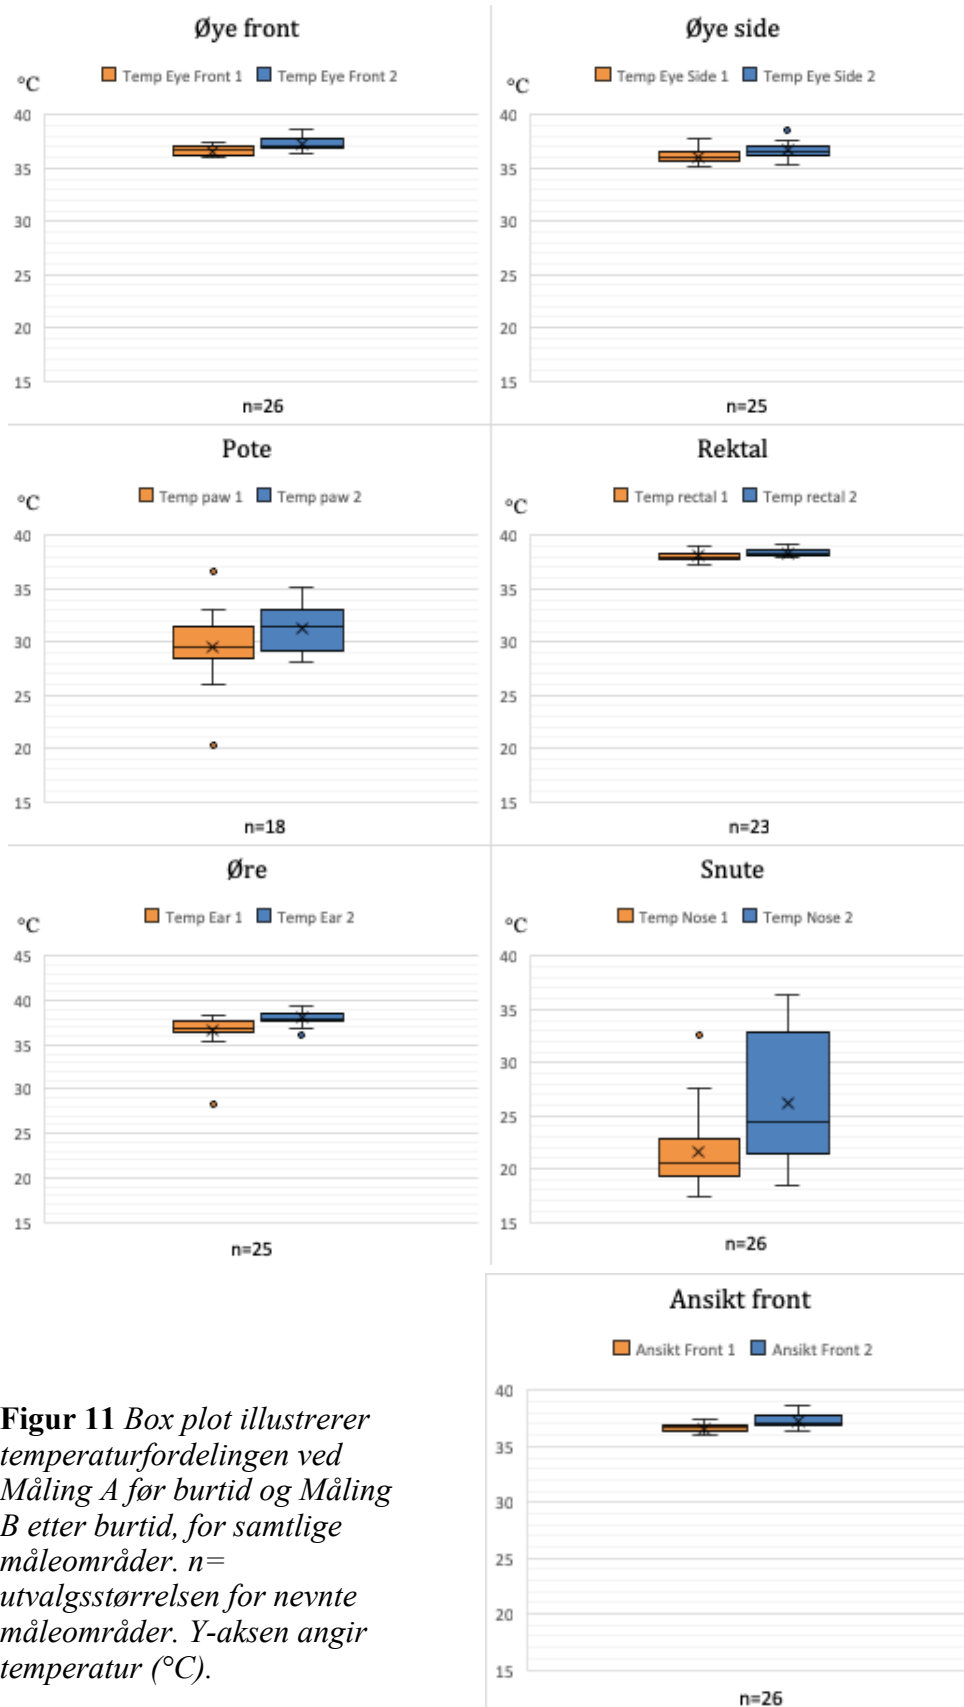 Øye front
Temp Eye Front 1 Temp Eye Front 2
°C
40
35
30
25
20
15
n=26
Øye side
Temp Eye Side 1 Temp Eye Side 2
°C
40
35
30
25
20
15
n=25
Pote
Temp paw 1 Temp paw 2
°C
40
35
30
25
20
15
n=18
Rektal
Temp rectal 1 Temp rectal 2
°C
40
35
30
25
20
15
n=23
Øre
Temp Ear 1 Temp Ear 2
°C
45
40
35
30
25
20
15
n=25
Snute
Temp Nose 1 Temp Nose 2
°C
40
35
30
25
20
15
n=26
Ansikt front
Ansikt Front 1 Ansikt Front 2
40
35
30
25
20
15
n=26
Figur 11 Box plot illustrerer
temperaturfordelingen ved
Måling A før burtid og Måling
B etter burtid, for samtlige
måleområder. n=
utvalgsstørrelsen for nevnte
måleområder. Y-aksen angir
temperatur (°C).